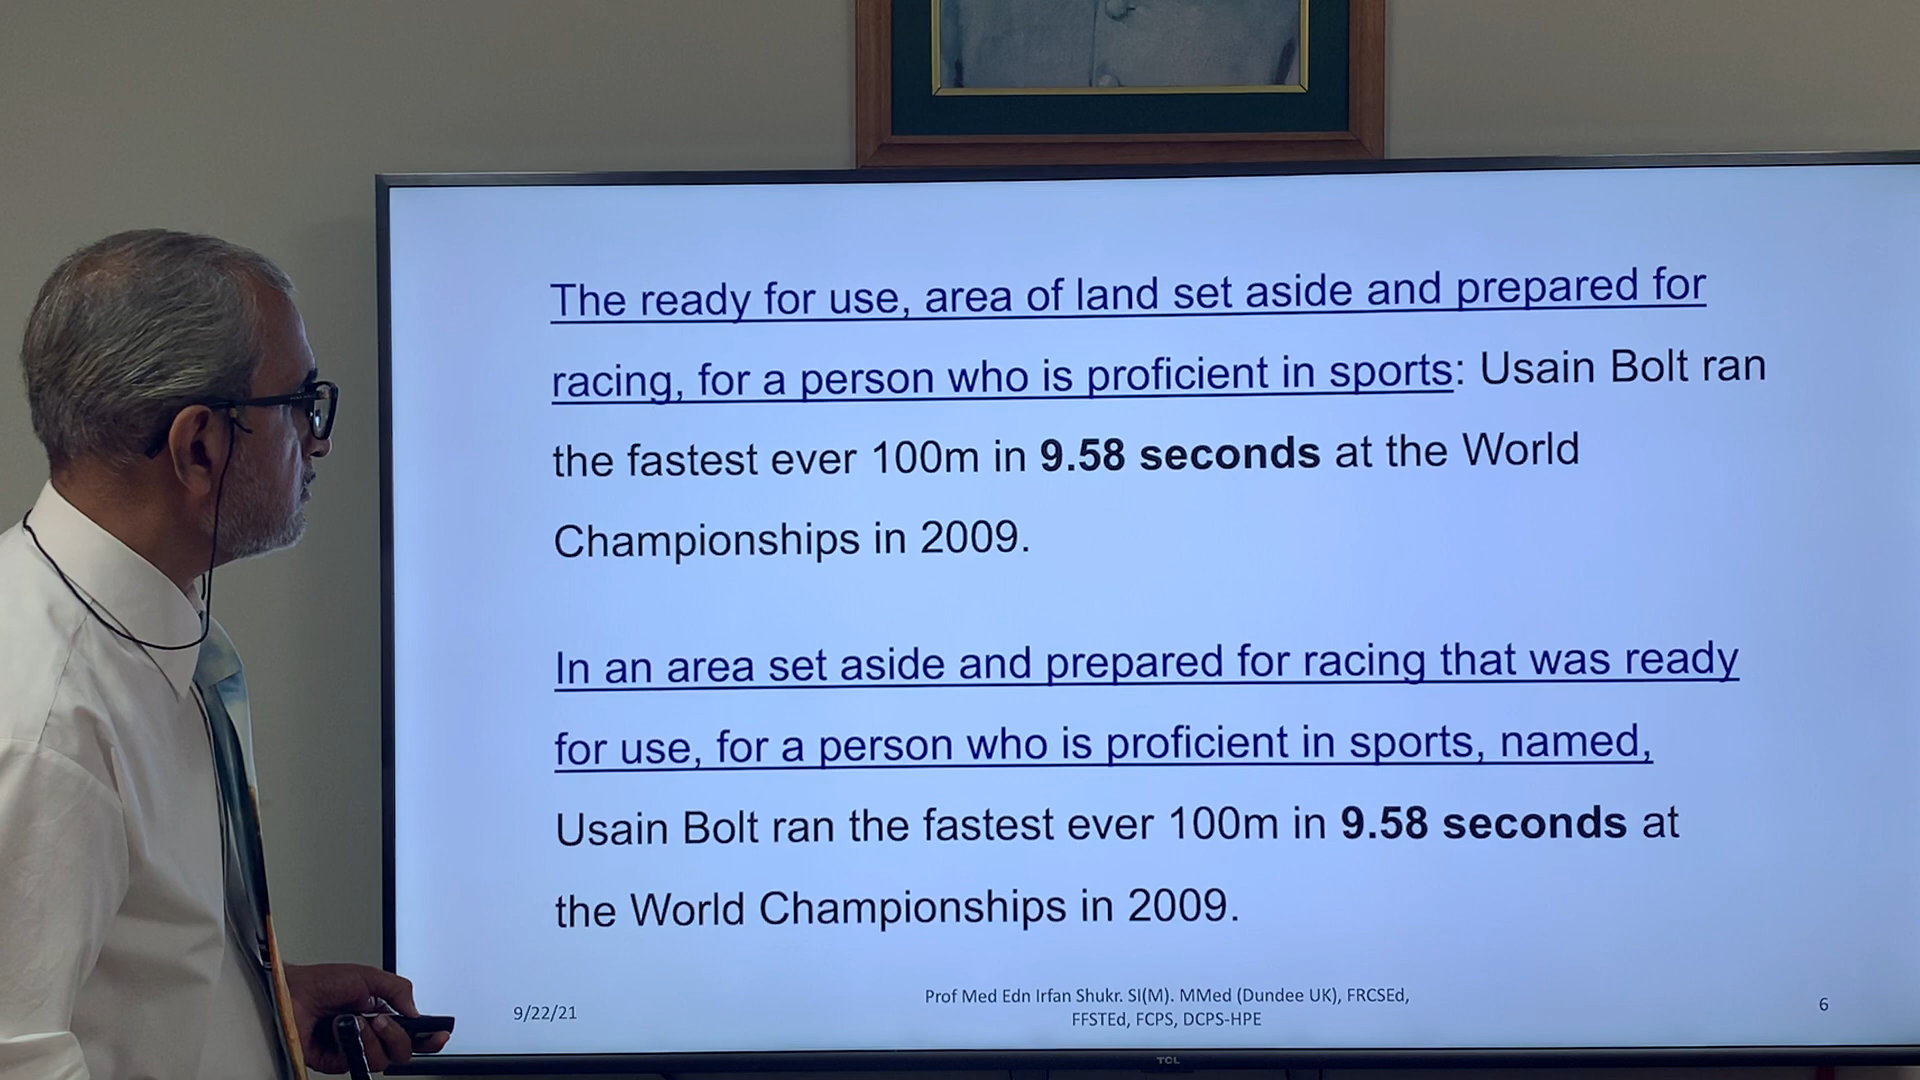 The ready for use, area of land set aside and prepared for
racing, for a person who is proficient in sports: Usain Bolt ran
the fastest ever 100m in 9.58 seconds at the World
Championships in 2009.
In an area set aside and prepared for racing that was ready
for use, for a person who is proficient in sports, named,
Usain Bolt ran the fastest ever 100m in 9.58 seconds at
the World Championships in 2009.
9/22/21
Prof Med Edn Irfan Shukr. SI(M). MMed (Dundee UK), FRCSEd,
FFSTEd, FCPS, DCPS-HPE
6
TCL